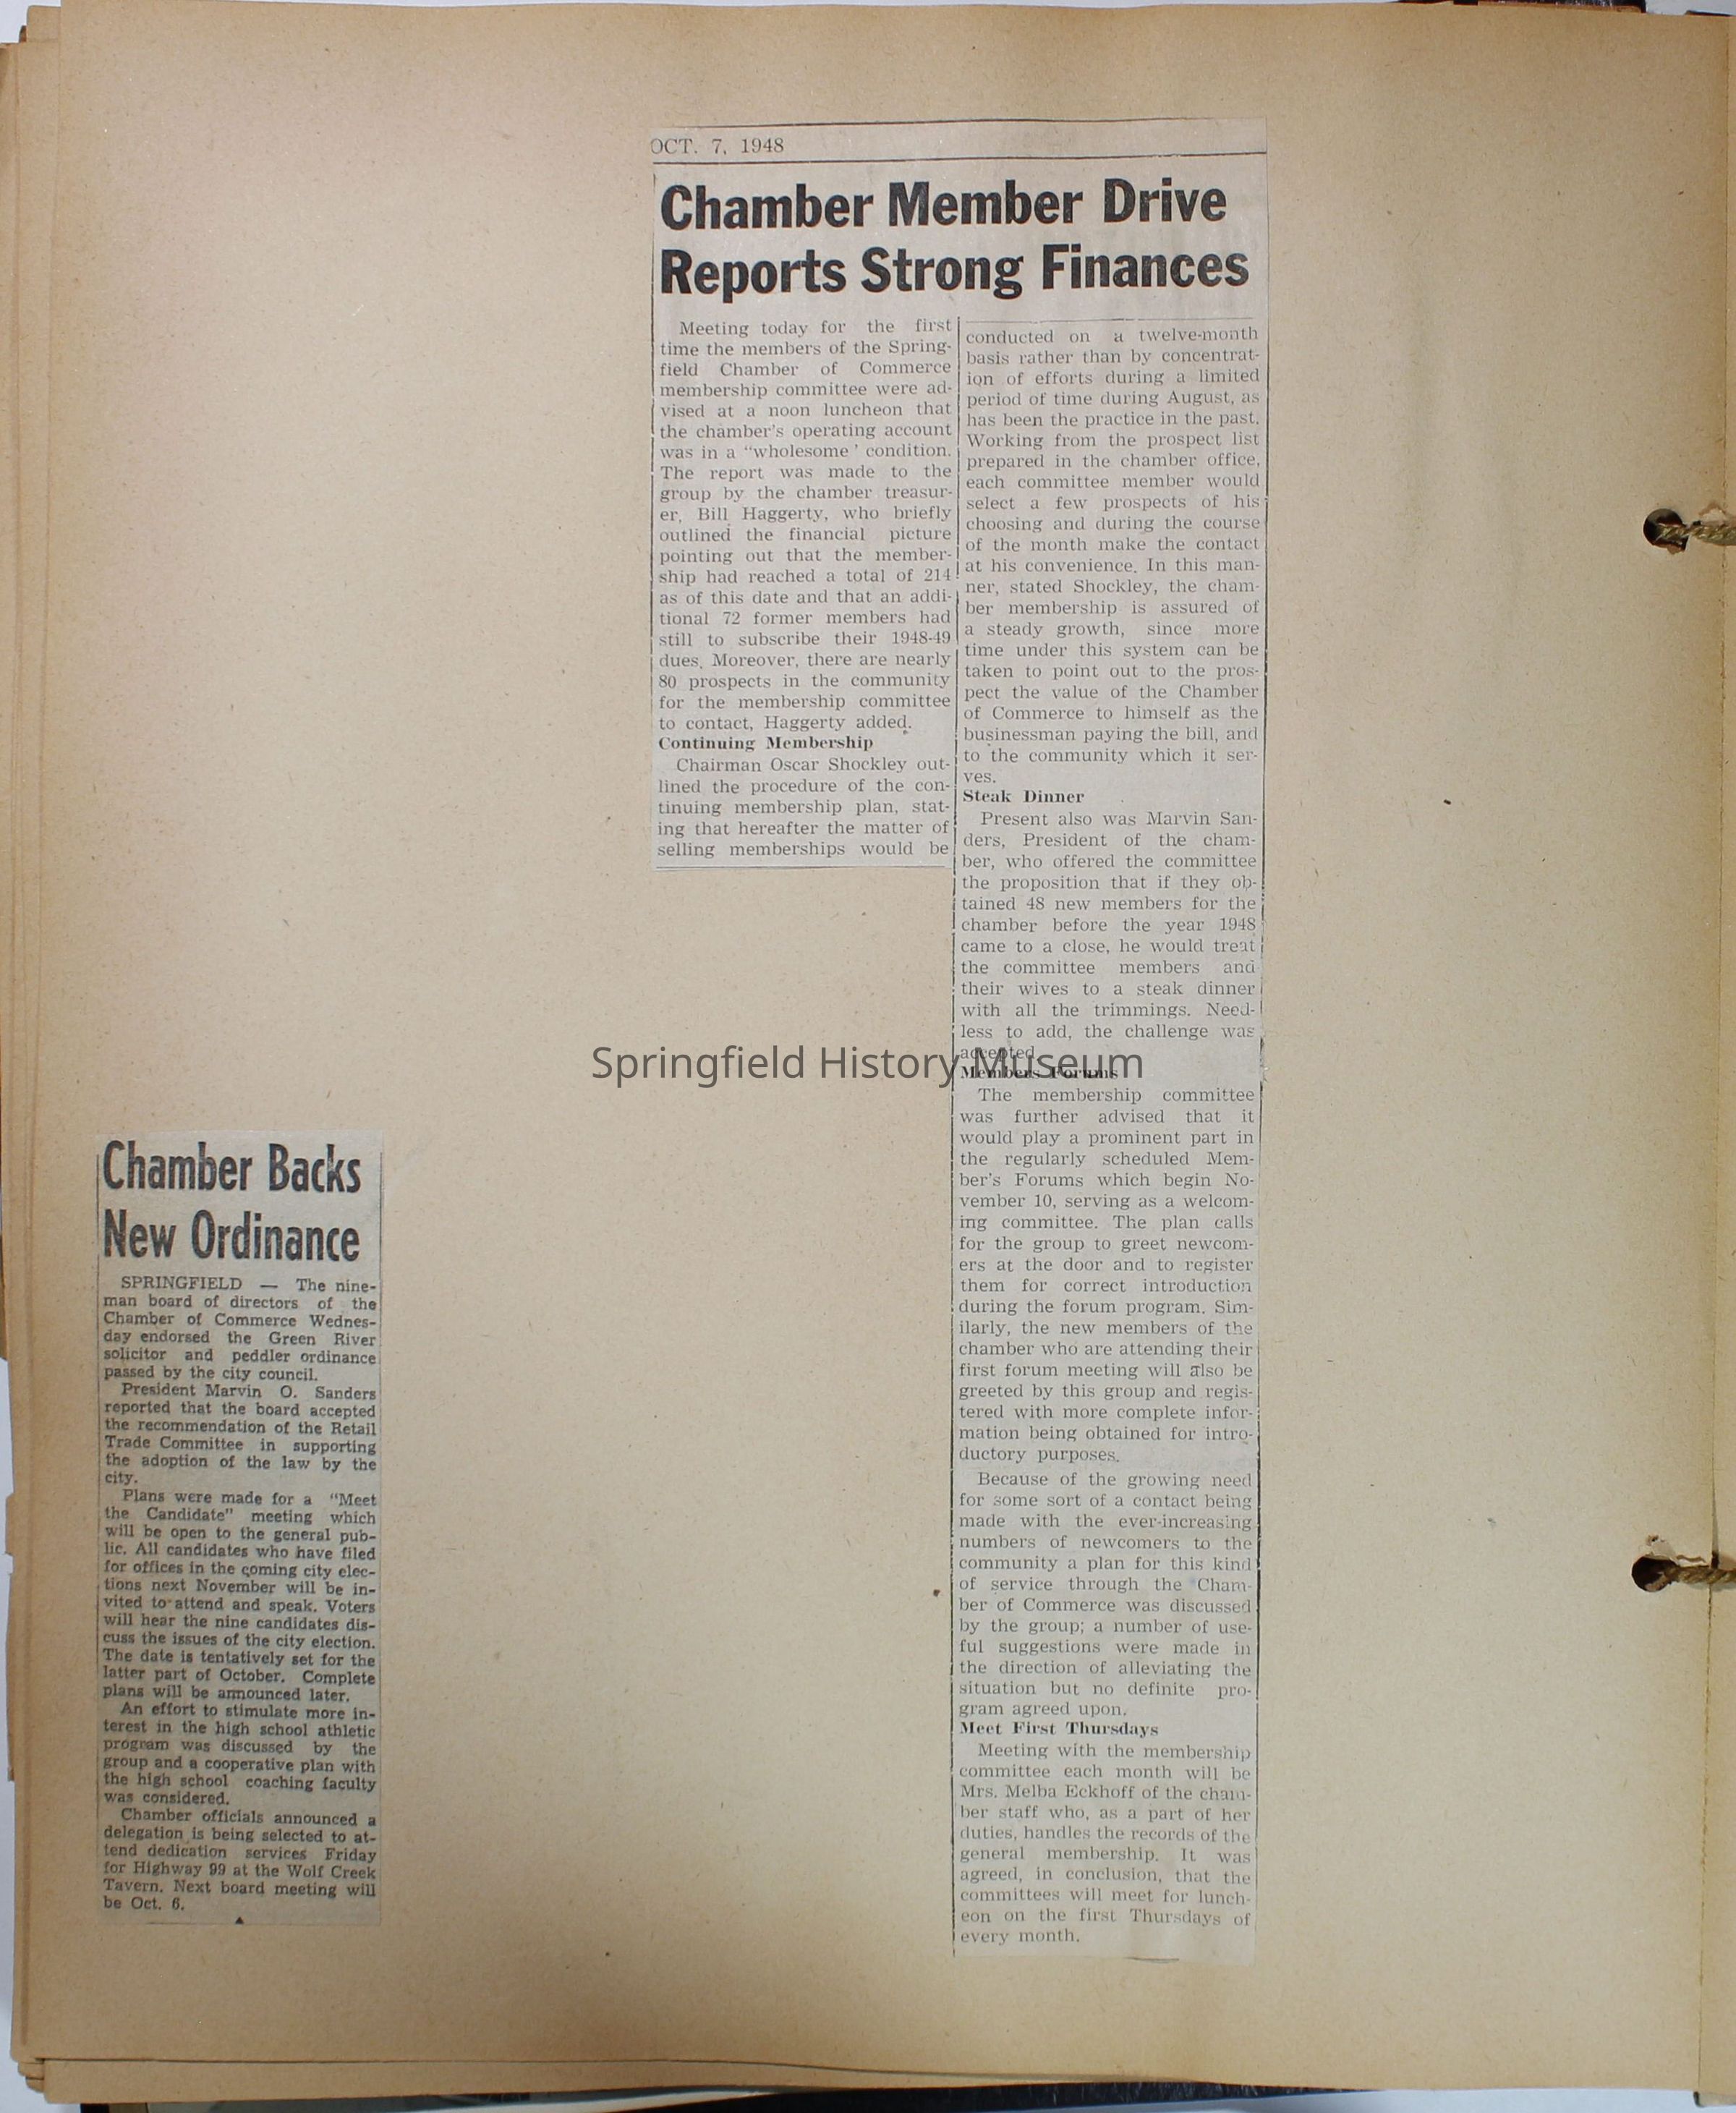 OCT. 7, 1948
Chamber Member Drive
Reports Strong Finances
Meeting today for the first
time the members of the Spring-
field Chamber of Commerce
membership committee were ad-
vised at a noon luncheon that
the chamber's operating account
was in a "wholesome' condition.
The report was made to the
group by the chamber treasur-
er, Bill Haggerty, who briefly
outlined the financial picture
pointing out that the member-
ship had reached a total of 214
as of this date and that an addi-
tional 72 former members had
still to subscribe their 1948-49
dues. Moreover, there are nearly
80 prospects in the community
for the membership committee
to contact, Haggerty added.
Continuing Membership
Chairman Oscar Shockley out-
lined the procedure of the con-
tinuing membership plan, stat-
ing that hereafter the matter of
selling memberships would be
conducted on a twelve-month
basis rather than by concentrat-
ion of efforts during a limited
period of time during August, as
has been the practice in the past.
Working from the prospect list
prepared in the chamber office,
each committee member would
select a few prospects of his
choosing and during the course
of the month make the contact
at his convenience. In this man-
ner, stated Shockley, the cham-
ber membership is assured of
a steady growth, since more
time under this system can be
taken to point out to the pros-
pect the value of the Chamber
of Commerce to himself as the
businessman paying the bill, and
to the community which it ser-
ves.
Steak Dinner
Present also was Marvin San-
ders, President of the cham-
ber, who offered the committee
the proposition that if they ob-
tained 48 new members for the
chamber before the year 1948
came to a close, he would treat
the committee members and
their wives to a steak dinner
with all the trimmings. Need-
less to add, the challenge was
accepted
Members Forums
The membership committee
was further advised that it
would play a prominent part in
the regularly scheduled Mem-
ber's Forums which begin No-
vember 10, serving as a welcom-
ing committee. The plan calls
for the group to greet newcom-
ers at the door and to register
them for correct introduction
during the forum program. Sim-
ilarly, the new members of the
chamber who are attending their
first forum meeting will also be
greeted by this group and regis-
tered with more complete infor-
mation being obtained for intro-
ductory purposes.
Because of the growing need
for some sort of a contact being
made with the ever-increasing
numbers of newcomers to the
community a plan for this kind
of service through the Cham-
ber of Commerce was discussed
by the group; a number of use-
ful suggestions were made in
the direction of alleviating the
situation but no definite pro-
gram agreed upon.
Meet First Thursdays
Meeting with the membership
committee each month will be
Mrs. Melba Eckhoff of the cham-
ber staff who, as a part of her
duties, handles the records of the
general membership. It was
agreed, in conclusion, that the
committees will meet for lunch-
eon on the first Thursdays of
every month.
Springfield History Museum
Chamber Backs
New Ordinance
SPRINGFIELD — The nine-
man board of directors of the
Chamber of Commerce Wednes-
day endorsed the Green River
solicitor and peddler ordinance
passed by the city council.
President Marvin O. Sanders
reported that the board accepted
the recommendation of the Retail
Trade Committee in supporting
the adoption of the law by the
city.
Plans were made for a "Meet
the Candidate" meeting which
will be open to the general pub-
lic. All candidates who have filed
for offices in the coming city elec-
tions next November will be in-
vited to attend and speak. Voters
will hear the nine candidates dis-
cuss the issues of the city election.
The date is tentatively set for the
latter part of October. Complete
plans will be announced later.
An effort to stimulate more in-
terest in the high school athletic
program was discussed by the
group and a cooperative plan with
the high school coaching faculty
was considered.
Chamber officials announced a
delegation is being selected to at-
tend dedication services Friday
for Highway 99 at the Wolf Creek
Tavern. Next board meeting will
be Oct. 6.